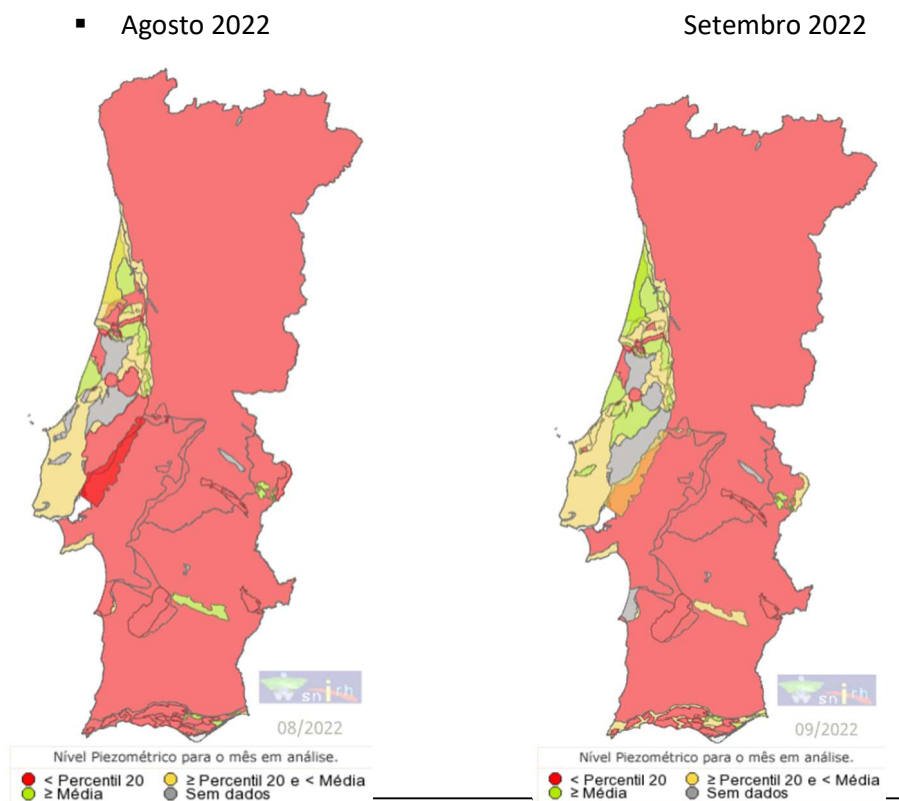 ▪ Agosto 2022
Setembro 2022
snirh
08/2022
Nível Piezométrico para o mês em análise.
< Percentil 20 ≥ Percentil 20 e < Média
≥ Média Sem dados
snirh
09/2022
Nível Piezométrico para o mês em análise.
< Percentil 20 ≥ Percentil 20 e < Média
≥ Média Sem dados